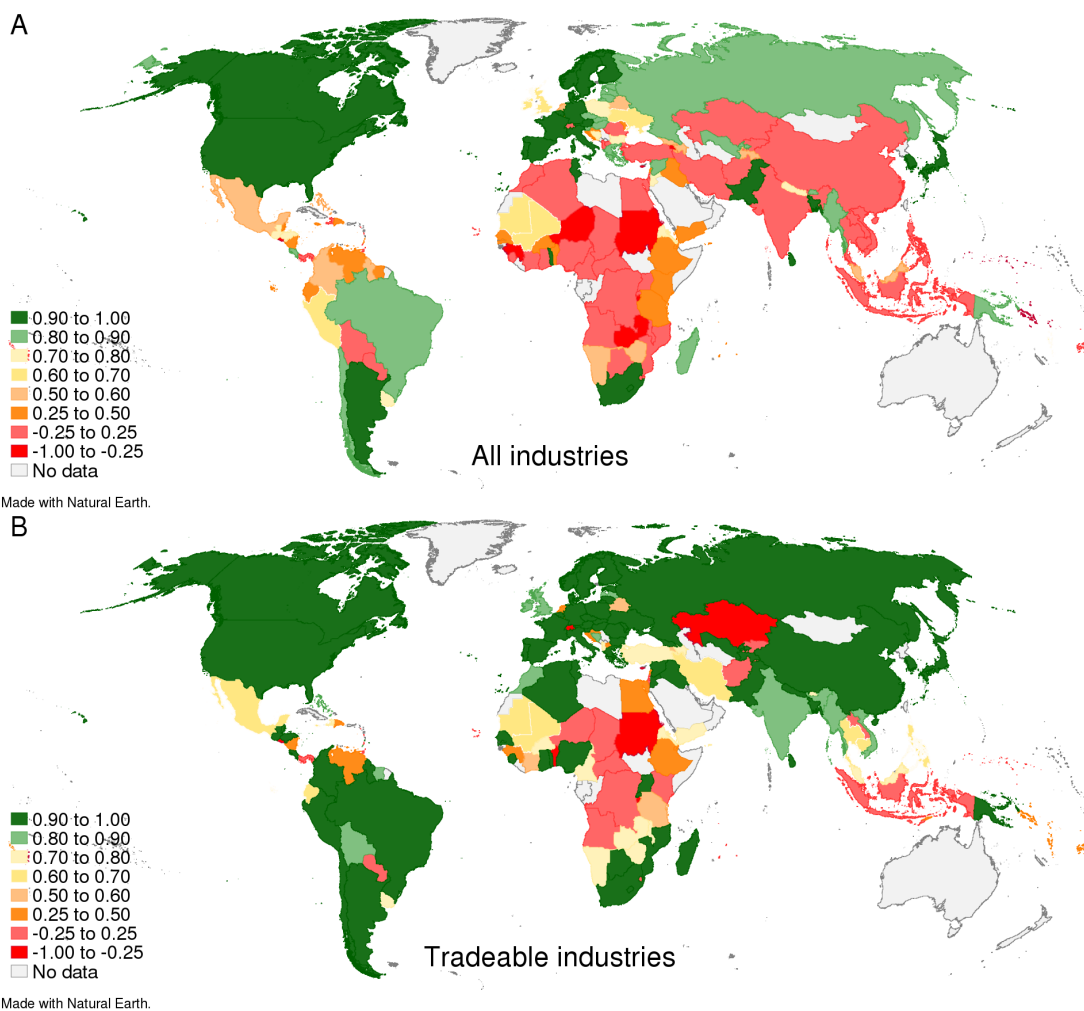 A
0.90 to 1.00
0.80 to 0.90
0.70 to 0.80
0.60 to 0.70
0.50 to 0.60
0.25 to 0.50
-0.25 to 0.25
-1.00 to -0.25
No data
All industries
Made with Natural Earth.
B
0.90 to 1.00
0.80 to 0.90
0.70 to 0.80
0.60 to 0.70
0.50 to 0.60
0.25 to 0.50
-0.25 to 0.25
-1.00 to -0.25
No data
Tradeable industries
Made with Natural Earth.